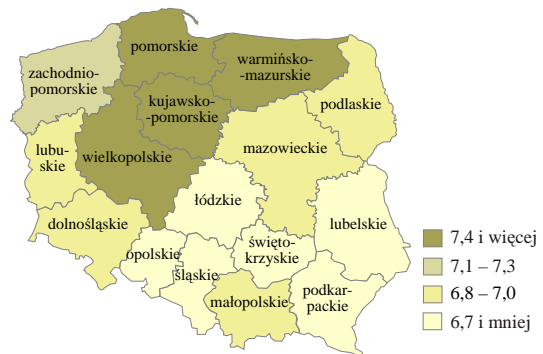 pomorskie
warmińsko-
-mazurskie
zachodnio-
pomorskie
kujawsko-
-pomorskie
podlaskie
lubu-
skie
wielkopolskie
mazowieckie
łódzkie
lubelskie
dolnośląskie
opolskie
śląskie
święto-
krzyskie
małopolskie
podkar-
packie
7,4 i więcej
7,1 – 7,3
6,8 – 7,0
6,7 i mniej